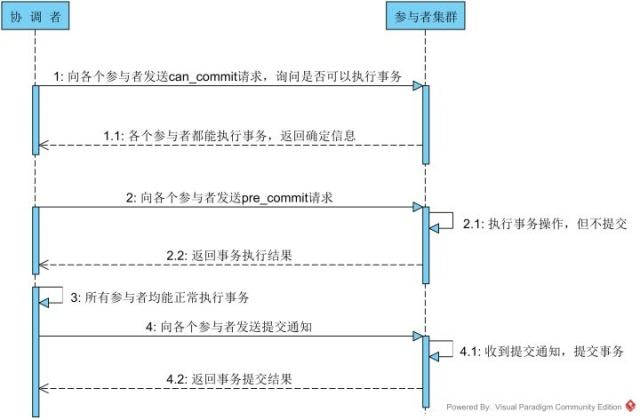 协 调 者
参与者集群
1: 向各个参与者发送can_commit请求，询问是否可以执行事务
1.1: 各个参与者都能执行事务，返回确定信息
2: 向各个参与者发送pre_commit请求
2.1: 执行事务操作，但不提交
2.2: 返回事务执行结果
3: 所有参与者均能正常执行事务
4: 向各个参与者发送提交通知
4.1: 收到提交通知，提交事务
4.2: 返回事务提交结果
Powered By: Visual Paradigm Community Edition